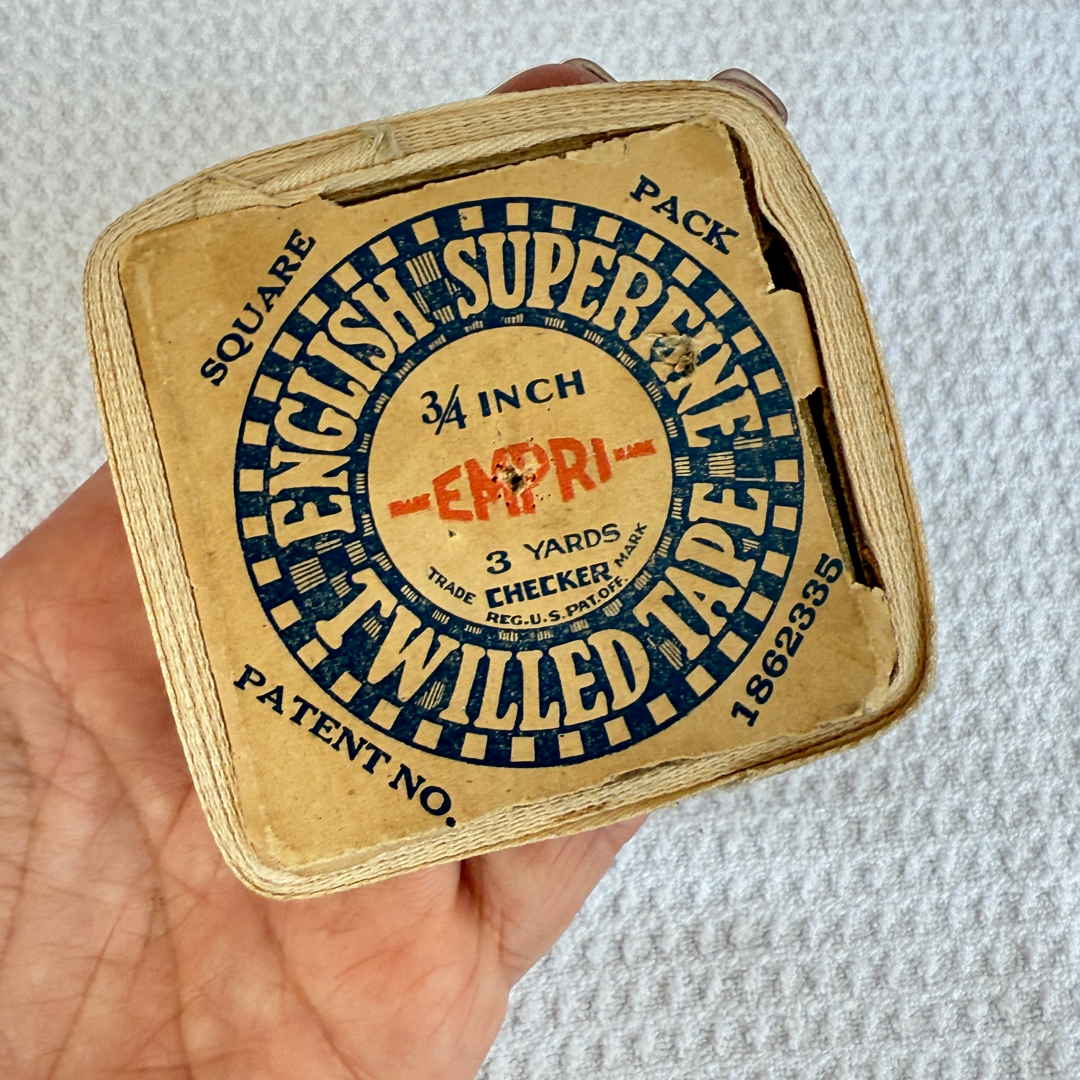 SQUARE PACK
ENGLISH SUPERFINE
3/4 INCH
EMPRI
3 YARDS
TRADE CHECKER MARK
REG. U.S. PAT. OFF.
TWILLED TAPE
PATENT NO. 1862335